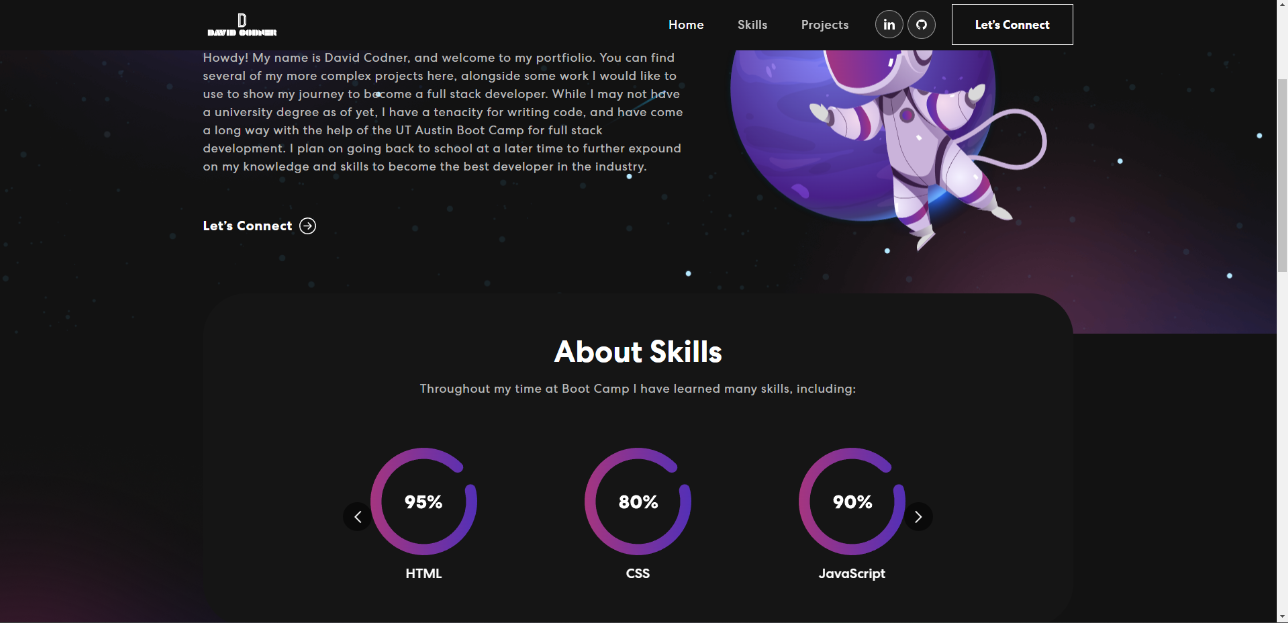 D
DAVID CODNER
Home
Skills
Projects
in
Let's Connect
Howdy! My name is David Codner, and welcome to my portfolio. You can find
several of my more complex projects here, alongside some work I would like to
use to show my journey to become a full stack developer. While I may not have
a university degree as of yet, I have a tenacity for writing code, and have come
a long way with the help of the UT Austin Boot Camp for full stack
development. I plan on going back to school at a later time to further expound
on my knowledge and skills to become the best developer in the industry.
Let's Connect
About Skills
Throughout my time at Boot Camp I have learned many skills, including:
95%
80%
90%
HTML
CSS
JavaScript